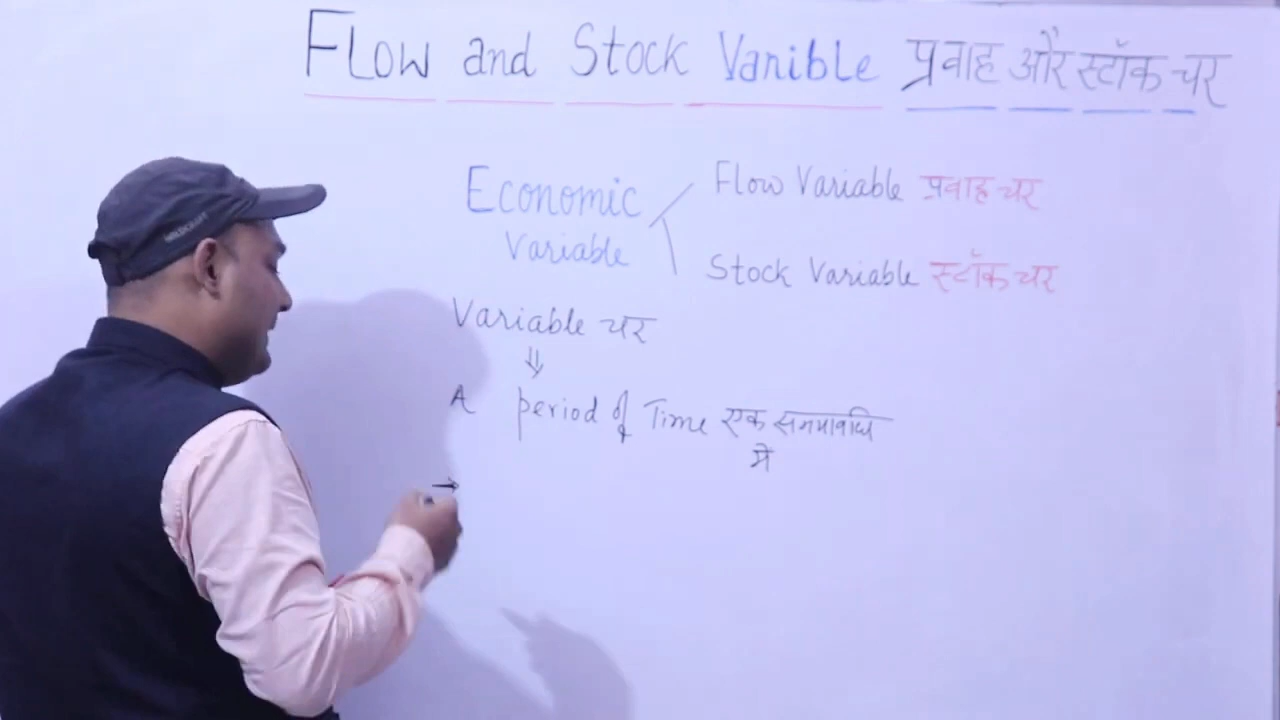 Flow and Stock Varible प्रवाह और स्टॉक चर
Economic Variable
Flow Variable प्रवाह चर
Stock Variable स्टॉक चर
Variable चर
⇓
A period of Time एक समयावधि
में
→
WILDCRAFT